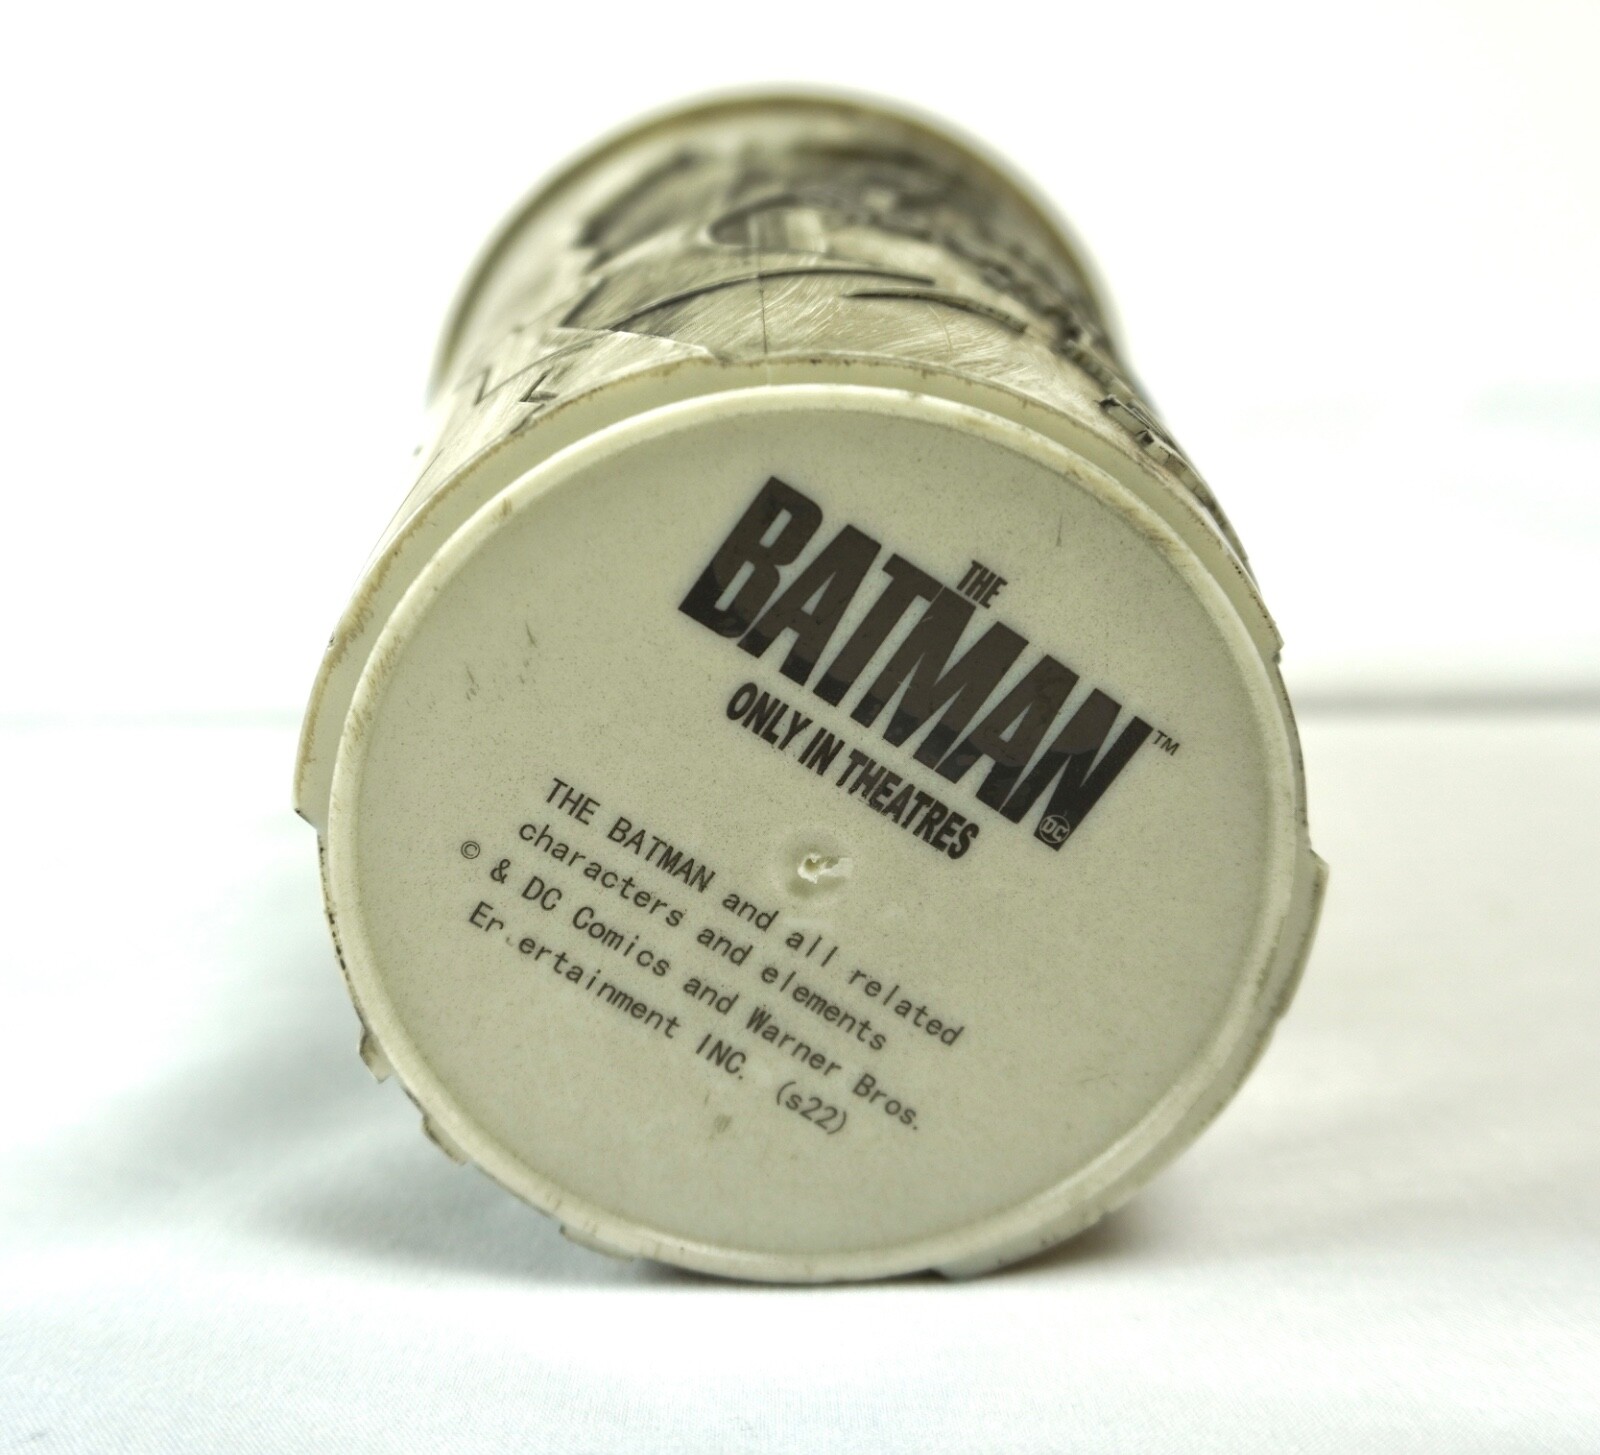 THE
BATMAN™
DC
ONLY IN THEATRES
THE BATMAN and all related
characters and elements
© & DC Comics and Warner Bros.
Er ertainment INC. (s22)